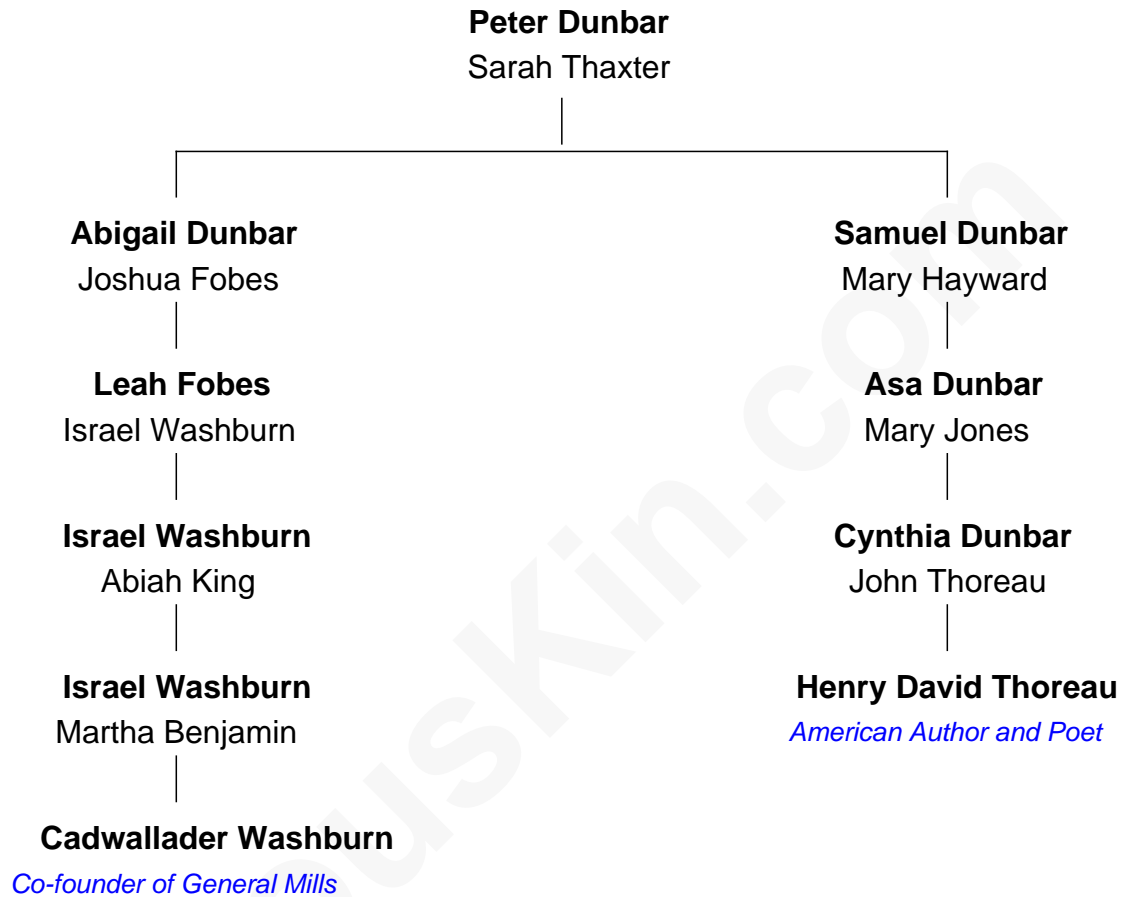 Peter Dunbar
Sarah Thaxter
Abigail Dunbar
Joshua Fobes
Samuel Dunbar
Mary Hayward
Leah Fobes
Israel Washburn
Asa Dunbar
Mary Jones
Israel Washburn
Abiah King
Cynthia Dunbar
John Thoreau
Israel Washburn
Martha Benjamin
Henry David Thoreau
American Author and Poet
Cadwallader Washburn
Co-founder of General Mills
ousKin.com